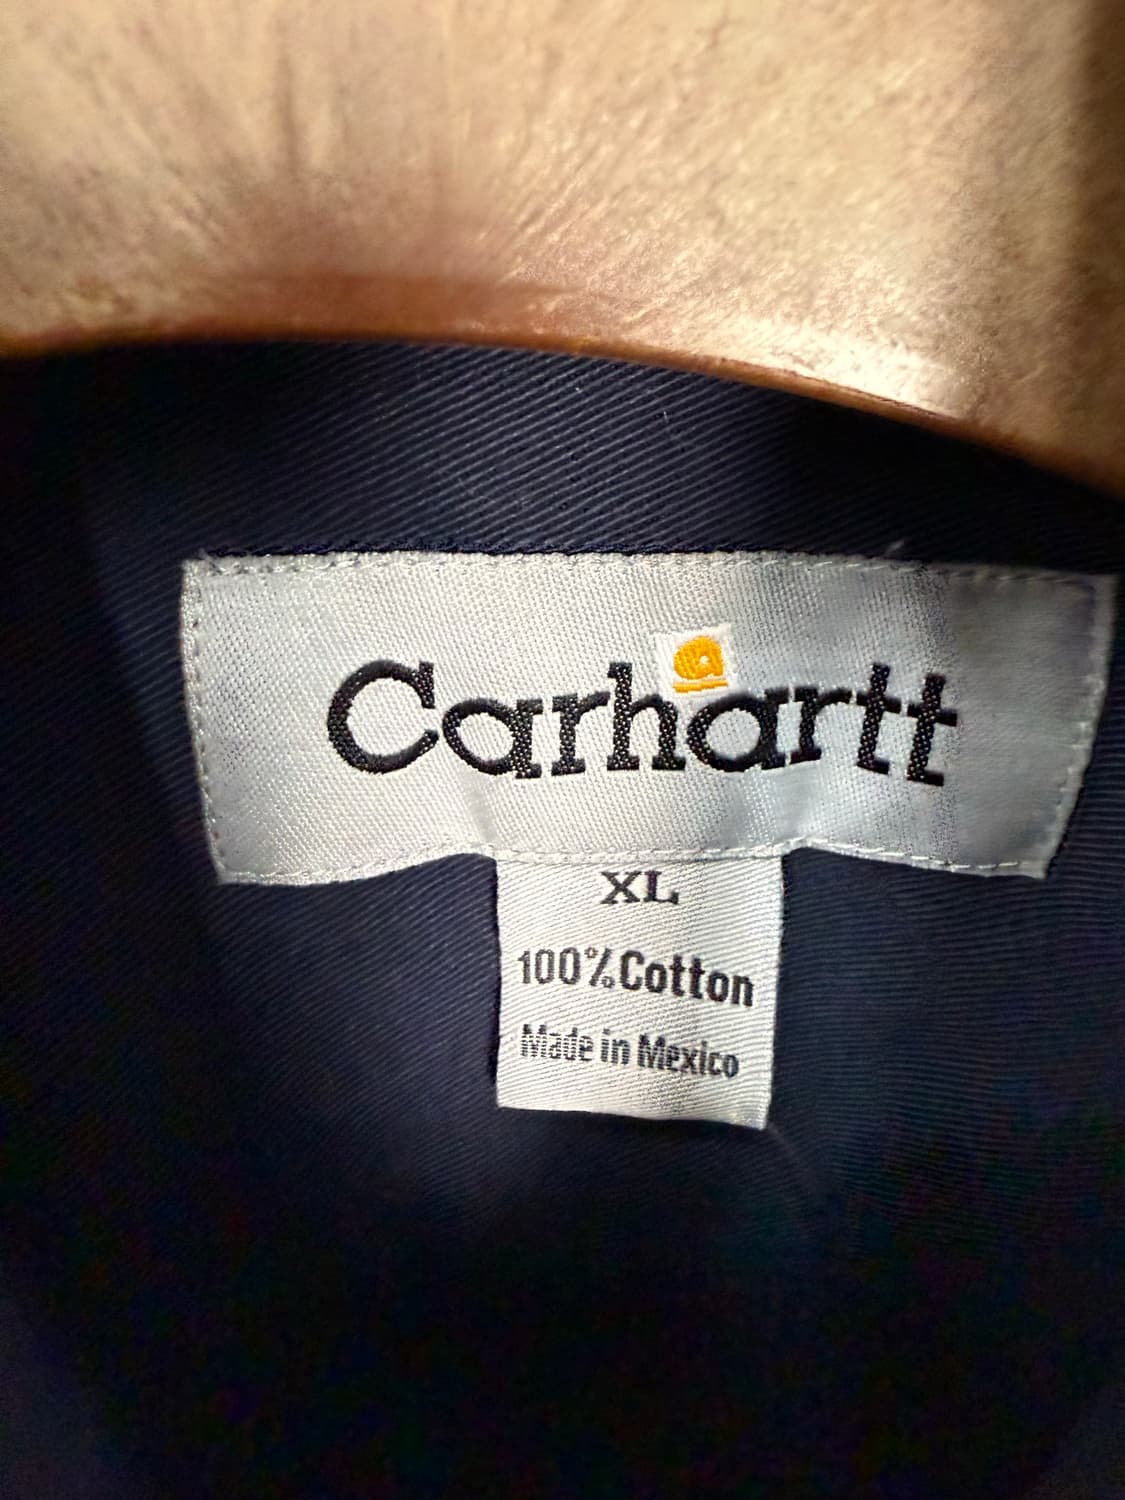 Carhartt
XL
100% Cotton
Made in Mexico